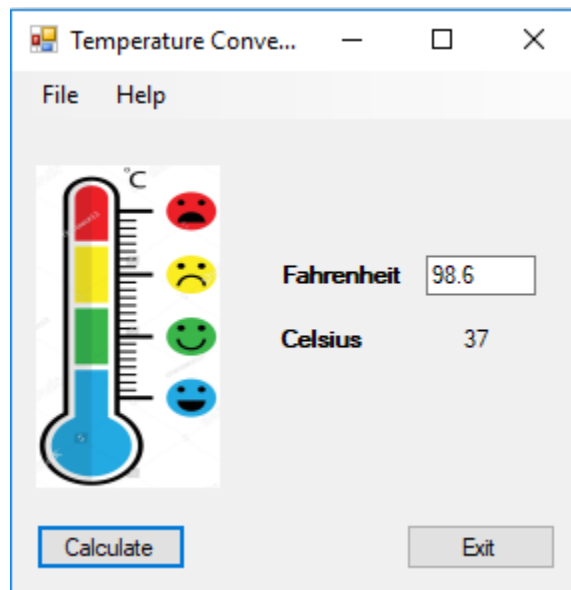 Temperature Conve...
File Help
°C
Fahrenheit 98.6
Celsius 37
Calculate Exit